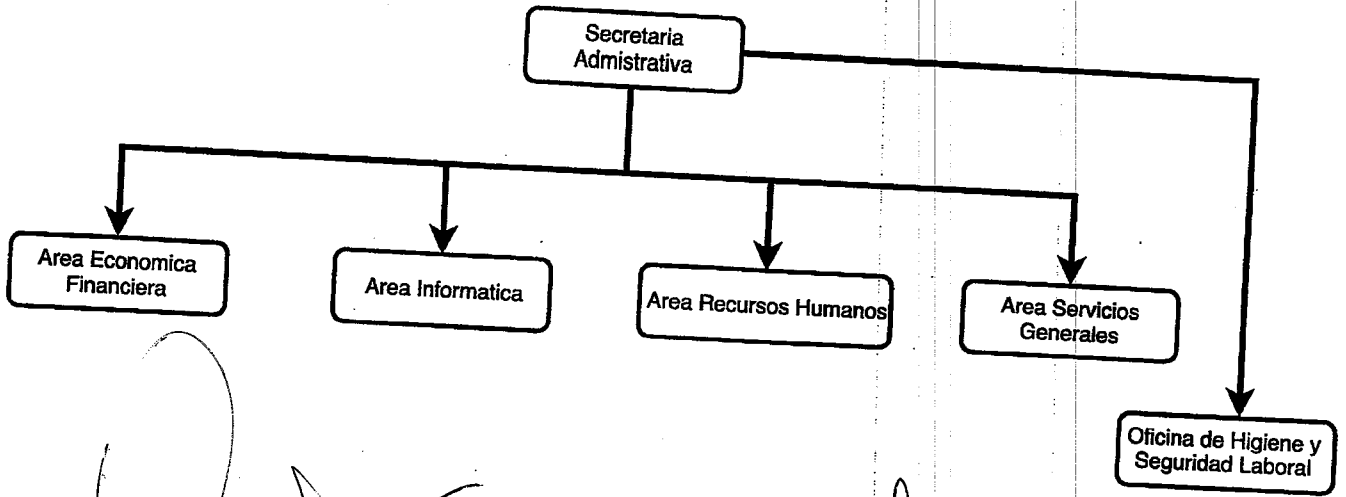 Secretaria
Admistrativa
Area Economica
Financiera
Area Informatica
Area Recursos Humanos
Area Servicios
Generales
Oficina de Higiene y
Seguridad Laboral